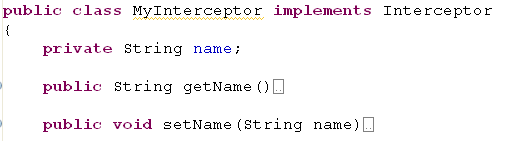 public class MyInterceptor implements Interceptor
{
private String name;
public String getName()..
public void setName(String name)..